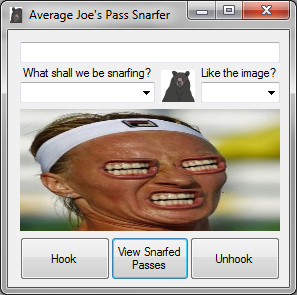 Average Joe's Pass Snarfer
What shall we be snarfing?
Like the image?
Hook
View Snarfed
Passes
Unhook